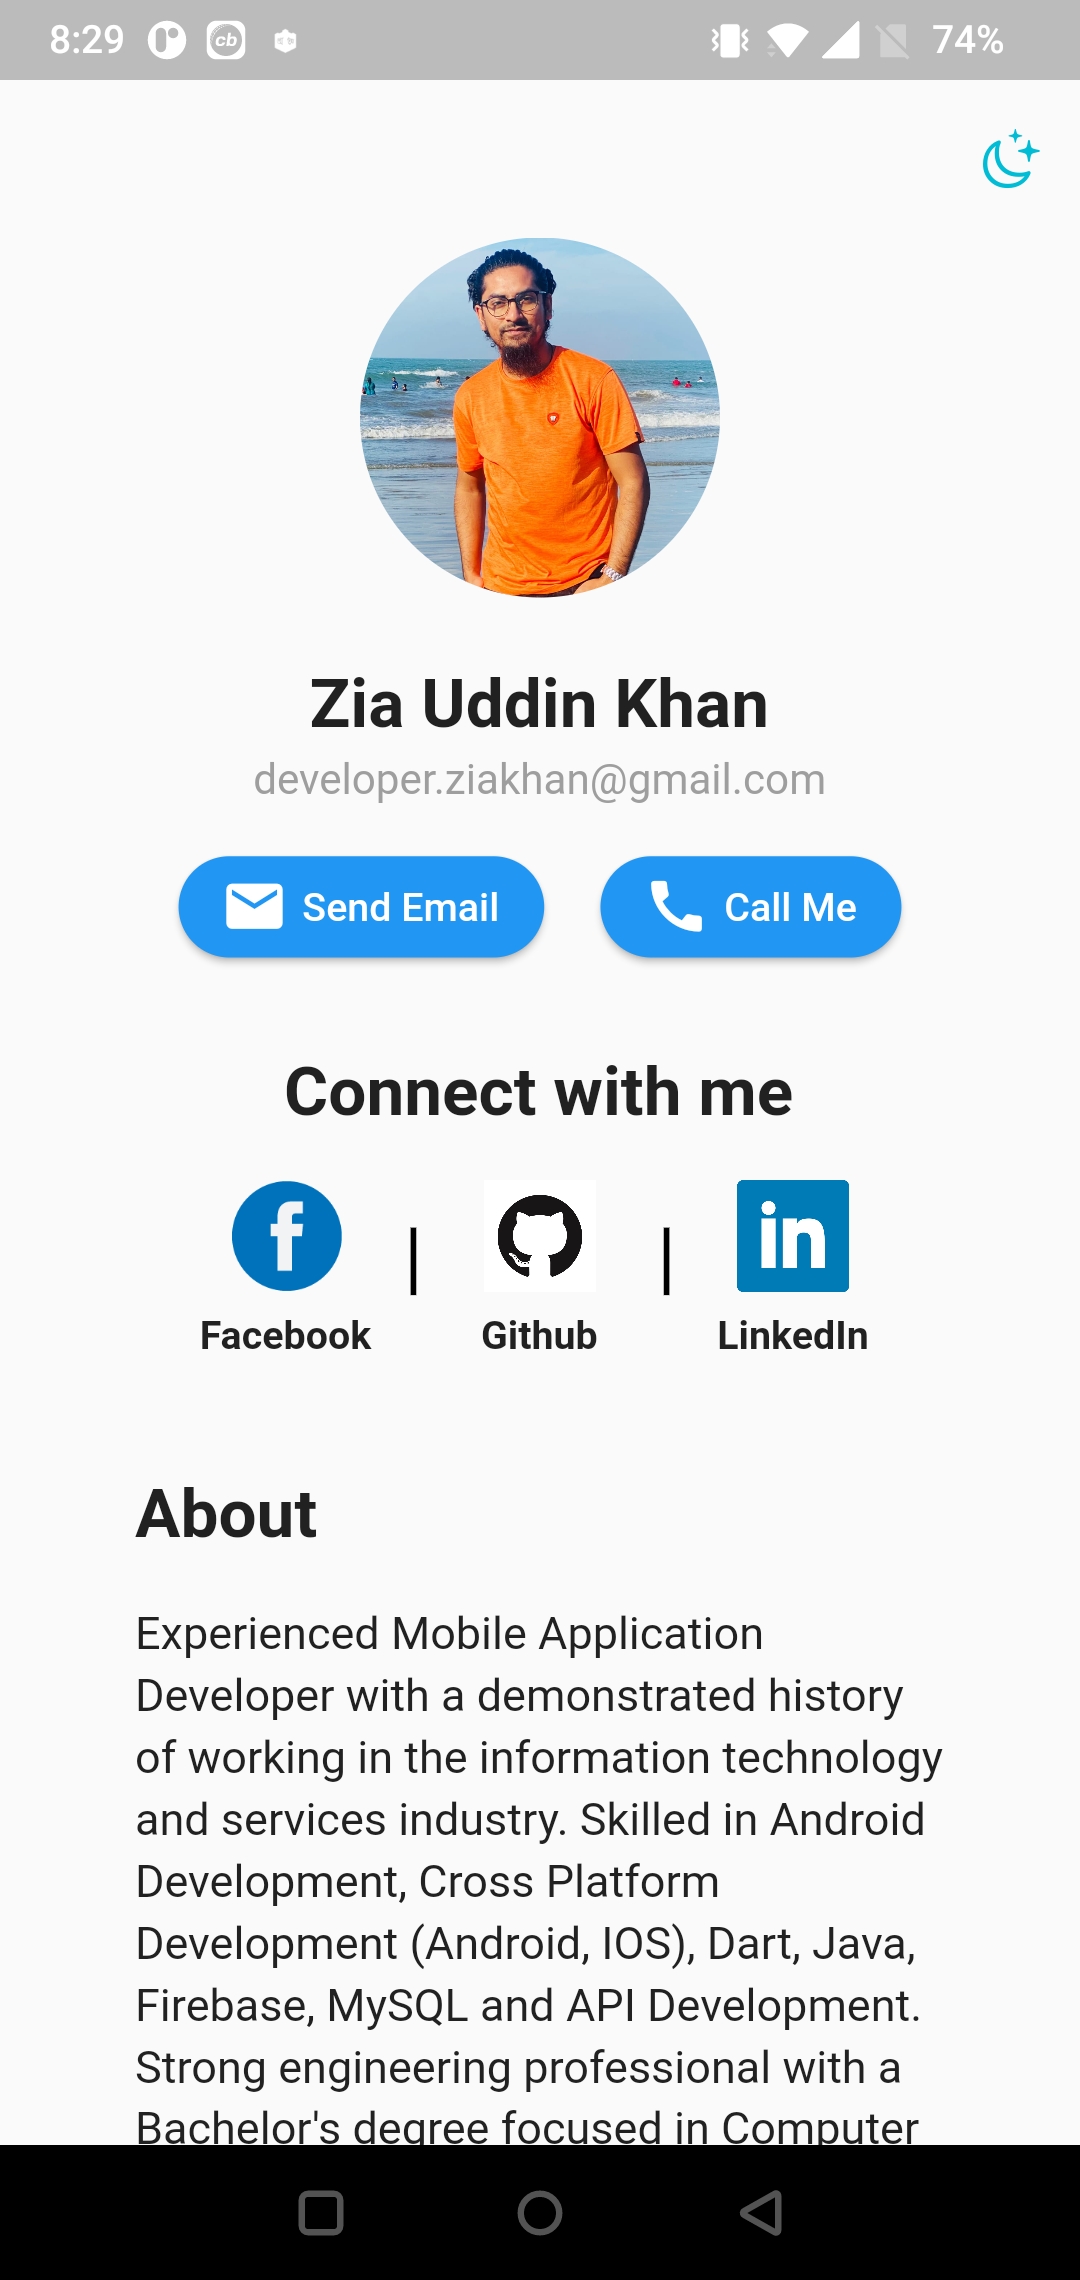 8:29 cb 74%
Zia Uddin Khan
developer.ziakhan@gmail.com
Send Email Call Me
Connect with me
f in
Facebook Github LinkedIn
About
Experienced Mobile Application
Developer with a demonstrated history
of working in the information technology
and services industry. Skilled in Android
Development, Cross Platform
Development (Android, IOS), Dart, Java,
Firebase, MySQL and API Development.
Strong engineering professional with a
Bachelor's degree focused in Computer